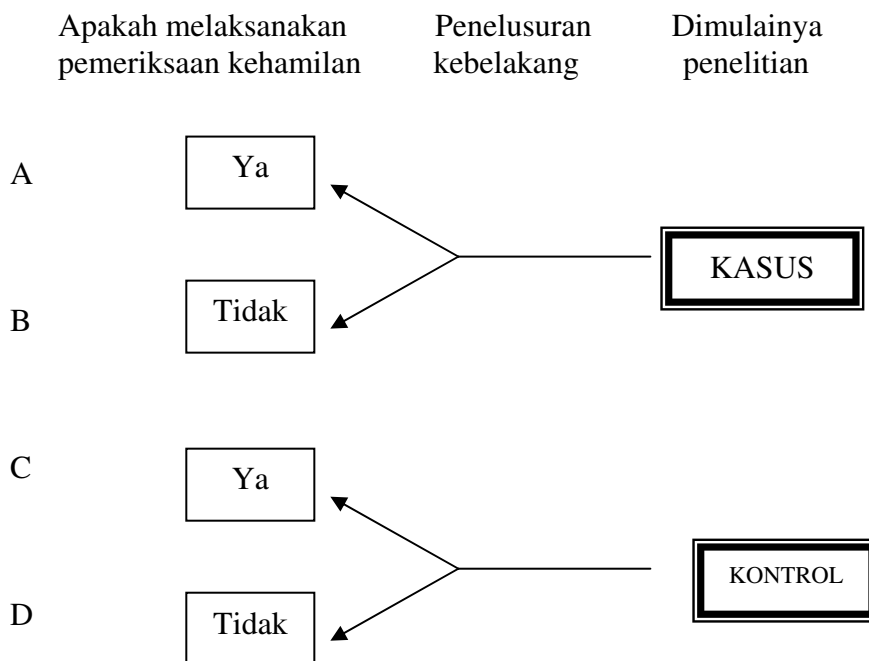 Apakah melaksanakan pemeriksaan kehamilan
Penelusuran kebelakang
Dimulainya penelitian
A
Ya
KASUS
B
Tidak
C
Ya
KONTROL
D
Tidak